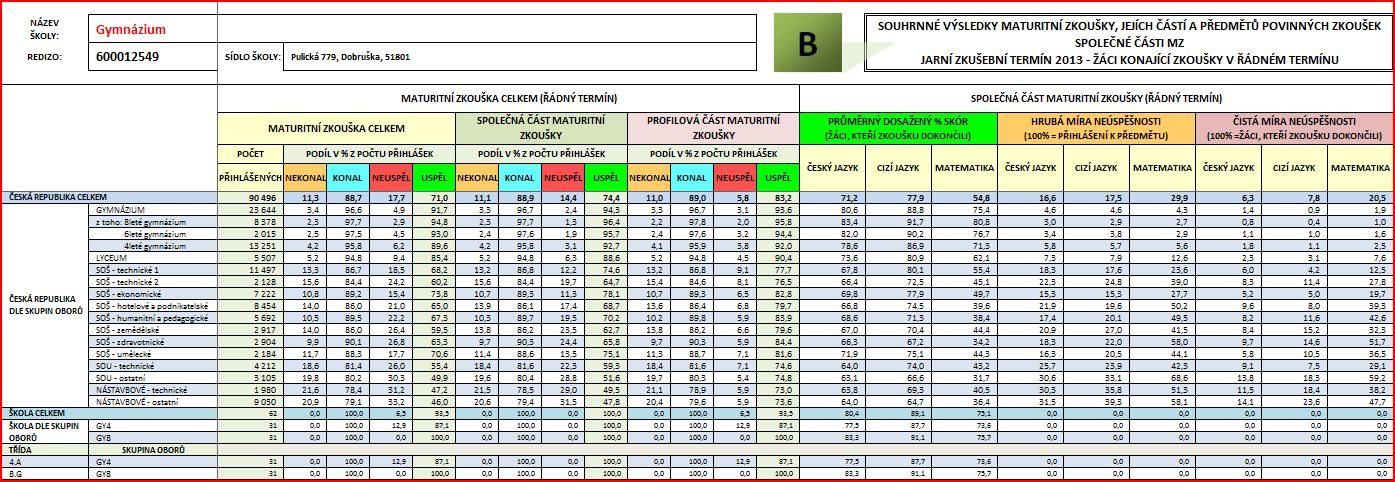 NÁZEV ŠKOLY: Gymnázium
REDIZO: 600012549 SÍDLO ŠKOLY: Pulická 779, Dobruška, 51801
B
SOUHRNNÉ VÝSLEDKY MATURITNÍ ZKOUŠKY, JEJÍCH ČÁSTÍ A PŘEDMĚTŮ POVINNÝCH ZKOUŠEK
SPOLEČNÉ ČÁSTI MZ
JARNÍ ZKUŠEBNÍ TERMÍN 2013 - ŽÁCI KONAJÍCÍ ZKOUŠKY V ŘÁDNÉM TERMÍNU
MATURITNÍ ZKOUŠKA CELKEM (ŘÁDNÝ TERMÍN) SPOLEČNÁ ČÁST MATURITNÍ ZKOUŠKY (ŘÁDNÝ TERMÍN)
MATURITNÍ ZKOUŠKA CELKEM SPOLEČNÁ ČÁST MATURITNÍ ZKOUŠKY PROFILOVÁ ČÁST MATURITNÍ ZKOUŠKY PRŮMĚRNÝ DOSAŽENÝ % SKÓR (ŽÁCI, KTEŘÍ ZKOUŠKU DOKONČILI) HRUBÁ MÍRA NEÚSPĚŠNOSTI (100% = PŘIHLÁŠENÍ K PŘEDMĚTU) ČISTÁ MÍRA NEÚSPĚŠNOSTI (100% =ŽÁCI, KTEŘÍ ZKOUŠKU DOKONČILI)
POČET PŘIHLÁŠENÝCH PODÍL V % Z POČTU PŘIHLÁŠEK PODÍL V % Z POČTU PŘIHLÁŠEK PODÍL V % Z POČTU PŘIHLÁŠEK ČESKÝ JAZYK CIZÍ JAZYK MATEMATIKA ČESKÝ JAZYK CIZÍ JAZYK MATEMATIKA ČESKÝ JAZYK CIZÍ JAZYK MATEMATIKA
NEKONAL KONAL NEUSPĚL USPĚL NEKONAL KONAL NEUSPĚL USPĚL NEKONAL KONAL NEUSPĚL USPĚL
ČESKÁ REPUBLIKA CELKEM 90 496 11,3 88,7 17,7 71,0 11,1 88,9 14,4 74,4 11,0 89,0 5,8 83,2 71,2 77,9 54,8 16,6 17,5 29,9 6,3 7,8 20,5
ČESKÁ REPUBLIKA DLE SKUPIN OBORŮ
GYMNÁZIUM 23 644 3,4 96,6 4,9 91,7 3,3 96,7 2,4 94,3 3,3 96,7 3,1 93,6 80,6 88,8 75,4 4,6 4,6 4,3 1,4 0,9 1,9
z toho: 8leté gymnázium 8 378 2,3 97,7 2,9 94,8 2,3 97,7 1,3 96,4 2,2 97,8 2,0 95,8 83,4 91,7 80,8 3,0 2,9 2,1 0,8 0,4 1,0
6leté gymnázium 2 015 2,5 97,5 4,5 93,0 2,4 97,6 1,9 95,7 2,4 97,6 3,2 94,4 82,0 90,2 76,7 3,4 3,8 2,9 1,1 1,0 1,6
4leté gymnázium 13 251 4,2 95,8 6,2 89,6 4,2 95,8 3,1 92,7 4,1 95,9 3,8 92,0 78,6 86,9 71,3 5,8 5,7 5,6 1,8 1,1 2,5
LYCEUM 5 507 5,2 94,8 9,4 85,4 5,2 94,8 6,3 88,6 5,2 94,8 4,5 90,4 73,6 80,9 62,1 7,3 7,9 12,6 2,3 3,1 7,6
SOŠ - technické 1 11 497 13,3 86,7 18,5 68,2 13,2 86,8 12,2 74,6 13,2 86,8 9,1 77,7 67,8 80,1 55,4 18,3 17,6 23,6 6,0 4,2 12,5
SOŠ - technické 2 2 128 15,6 84,4 24,2 60,2 15,6 84,4 19,7 64,7 15,4 84,6 8,1 76,5 66,4 72,5 45,1 22,3 24,8 39,0 8,3 11,4 27,8
SOŠ - ekonomické 7 222 10,8 89,2 15,4 73,8 10,7 89,3 11,3 78,1 10,7 89,3 6,5 82,8 69,8 77,9 49,7 15,3 15,3 27,7 5,2 5,0 19,7
SOŠ - hotelové a podnikatelské 8 454 14,0 86,0 21,0 65,0 13,9 86,1 17,4 68,7 13,6 86,4 6,8 79,7 66,8 74,5 39,6 21,9 19,6 50,2 9,6 8,0 39,3
SOŠ - humanitní a pedagogické 5 692 10,5 89,5 22,2 67,3 10,3 89,7 19,5 70,2 10,2 89,8 5,9 83,9 68,6 71,3 38,4 17,4 20,1 49,5 8,2 11,6 42,6
SOŠ - zemědělské 2 917 14,0 86,0 26,4 59,5 13,8 86,2 23,5 62,7 13,8 86,2 6,6 79,6 67,0 70,4 44,4 20,9 27,0 41,5 8,4 15,2 32,3
SOŠ - zdravotnické 2 904 9,9 90,1 26,8 63,3 9,7 90,3 24,4 65,8 9,7 90,3 5,9 84,4 66,3 67,2 34,2 18,3 22,0 58,0 9,7 14,6 51,7
SOŠ - umělecké 2 184 11,7 88,3 17,7 70,6 11,4 88,6 13,5 75,1 11,3 88,7 7,1 81,6 71,9 75,1 44,3 16,3 20,5 44,1 5,8 10,5 36,5
SOU - technické 4 212 18,6 81,4 26,0 55,4 18,4 81,6 22,3 59,3 18,4 81,6 7,1 74,6 64,0 74,0 43,2 25,7 29,9 42,3 9,1 7,5 29,1
SOU - ostatní 3 105 19,8 80,2 30,3 49,9 19,6 80,4 28,8 51,6 19,7 80,3 5,4 74,8 63,1 66,6 31,7 30,6 33,1 68,6 13,8 18,3 59,2
NÁSTAVBOVÉ - technické 1 980 21,6 78,4 31,2 47,2 21,5 78,5 29,0 49,5 21,1 78,9 5,9 73,0 63,8 69,3 40,5 30,3 35,8 51,3 11,5 18,4 38,2
NÁSTAVBOVÉ - ostatní 9 050 20,9 79,1 33,2 46,0 20,6 79,4 31,5 47,8 20,4 79,6 5,9 73,6 64,0 64,7 36,4 31,5 39,3 58,1 14,1 23,6 47,7
ŠKOLA CELKEM 62 0,0 100,0 6,5 93,5 0,0 100,0 0,0 100,0 0,0 100,0 6,5 93,5 80,4 89,1 75,1 0,0 0,0 0,0 0,0 0,0 0,0
ŠKOLA DLE SKUPIN OBORŮ
GY4 31 0,0 100,0 12,9 87,1 0,0 100,0 0,0 100,0 0,0 100,0 12,9 87,1 77,5 87,7 73,6 0,0 0,0 0,0 0,0 0,0 0,0
GY8 31 0,0 100,0 0,0 100,0 0,0 100,0 0,0 100,0 0,0 100,0 0,0 100,0 83,3 91,1 75,7 0,0 0,0 0,0 0,0 0,0 0,0
TŘÍDA SKUPINA OBORŮ
4.A GY4 31 0,0 100,0 12,9 87,1 0,0 100,0 0,0 100,0 0,0 100,0 12,9 87,1 77,5 87,7 73,6 0,0 0,0 0,0 0,0 0,0 0,0
8.G GY8 31 0,0 100,0 0,0 100,0 0,0 100,0 0,0 100,0 0,0 100,0 0,0 100,0 83,3 91,1 75,7 0,0 0,0 0,0 0,0 0,0 0,0